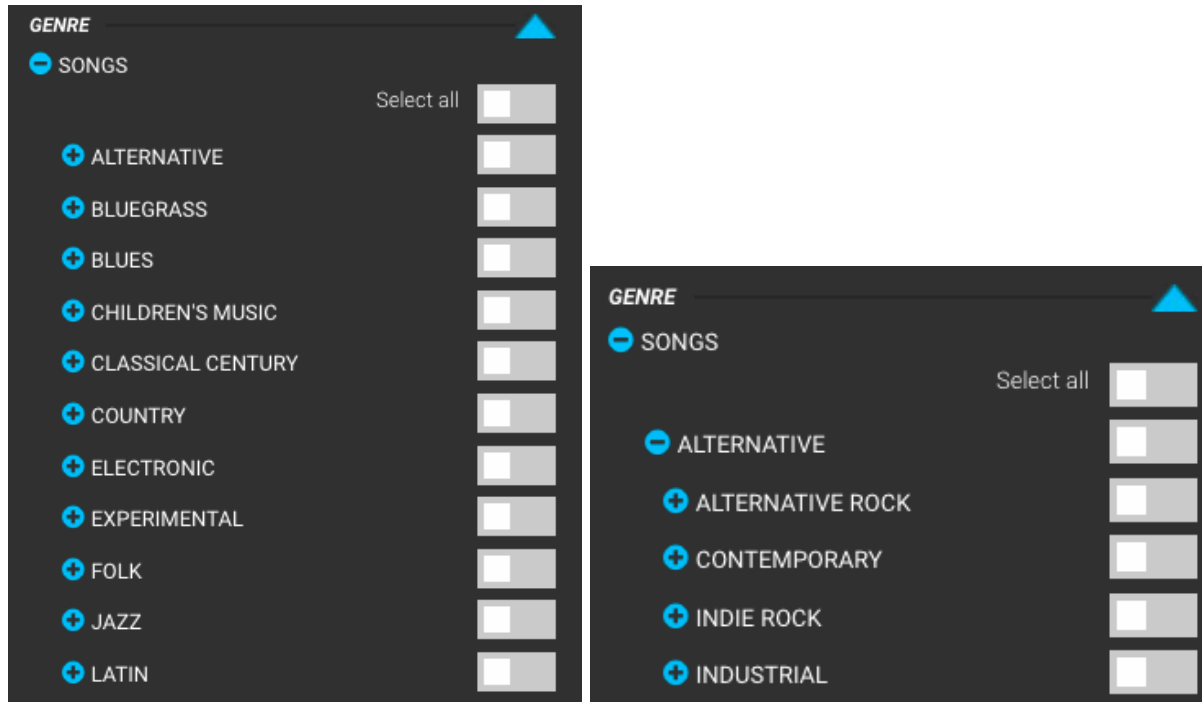 GENRE
SONGS
Select all
ALTERNATIVE
BLUEGRASS
BLUES
CHILDREN'S MUSIC
CLASSICAL CENTURY
COUNTRY
ELECTRONIC
EXPERIMENTAL
FOLK
JAZZ
LATIN
GENRE
SONGS
Select all
ALTERNATIVE
ALTERNATIVE ROCK
CONTEMPORARY
INDIE ROCK
INDUSTRIAL